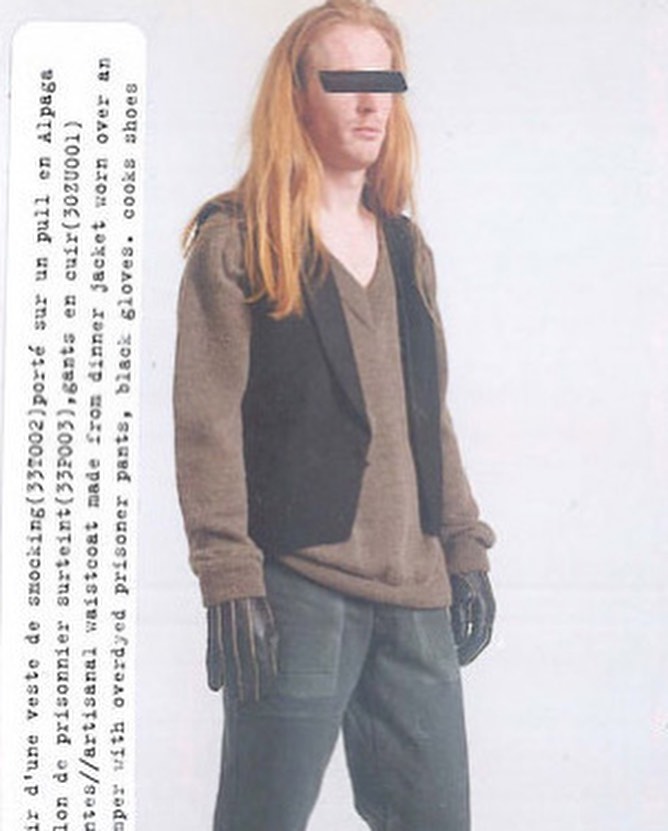 ir d'une veste de smocking(33T002)porté sur un pull en Alpaga
lon de prisonnier surteint(33P003),gants en cuir(30ZU001)
ntes//artisanal waistcoat made from dinner jacket worn over an
mper with overdyed prisoner pants, black gloves. cooks shoes